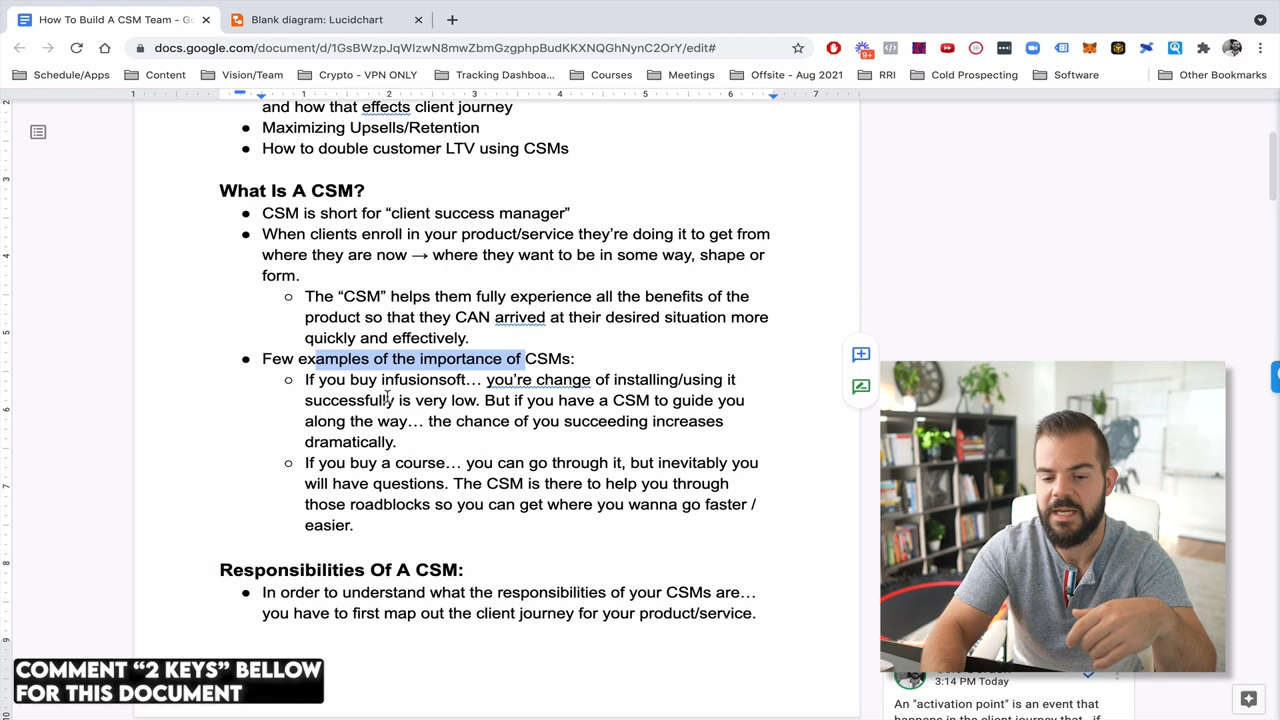 How To Build A CSM Team - Go
Blank diagram: Lucidchart
docs.google.com/document/d/1GsBWzpJqWIzwN8mwZbmGzgphpBudKKXNQGhNynC2OrY/edit#
9+
Schedule/Apps
Content
Vision/Team
Crypto - VPN ONLY
Tracking Dashboa...
Courses
Meetings
Offsite - Aug 2021
RRI
Cold Prospecting
Software
Other Bookmarks
1 1 2 3 4 5 6 7
and how that effects client journey
● Maximizing Upsells/Retention
● How to double customer LTV using CSMs
What Is A CSM?
● CSM is short for “client success manager”
● When clients enroll in your product/service they’re doing it to get from
where they are now → where they want to be in some way, shape or
form.
○ The “CSM” helps them fully experience all the benefits of the
product so that they CAN arrived at their desired situation more
quickly and effectively.
● Few examples of the importance of CSMs:
○ If you buy infusionsoft… you’re change of installing/using it
successfully is very low. But if you have a CSM to guide you
along the way… the chance of you succeeding increases
dramatically.
○ If you buy a course… you can go through it, but inevitably you
will have questions. The CSM is there to help you through
those roadblocks so you can get where you wanna go faster /
easier.
Responsibilities Of A CSM:
● In order to understand what the responsibilities of your CSMs are…
you have to first map out the client journey for your product/service.
COMMENT “2 KEYS” BELLOW
FOR THIS DOCUMENT
3:14 PM Today
An "activation point" is an event that